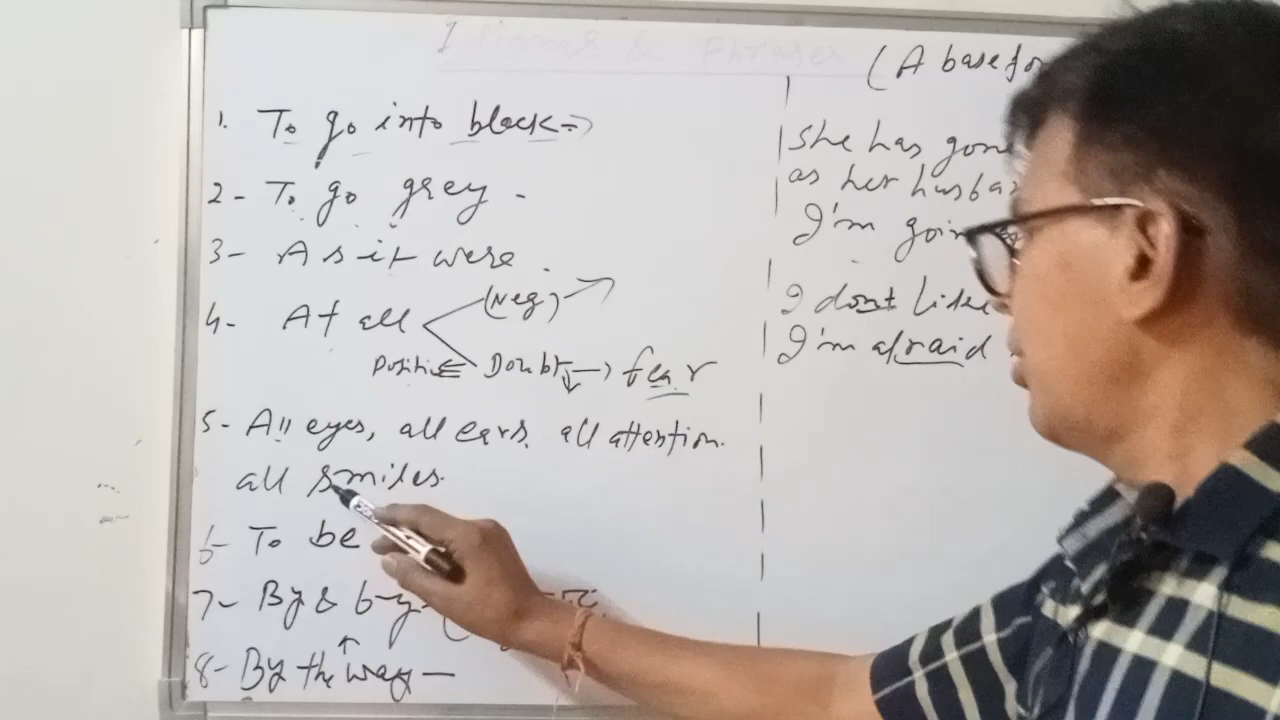 Idioms & Phrases
(A base for
1. To go into black =>
2- To go grey -
3- As it were.
4- At all (Neg) →
Positive Doubt → fear
5- All eyes, all ears, all attention.
all smiles.
6- To be
7- By & by-
8- By the way -
She has gone
as her husba
I'm goin
I dont like
I'm afraid